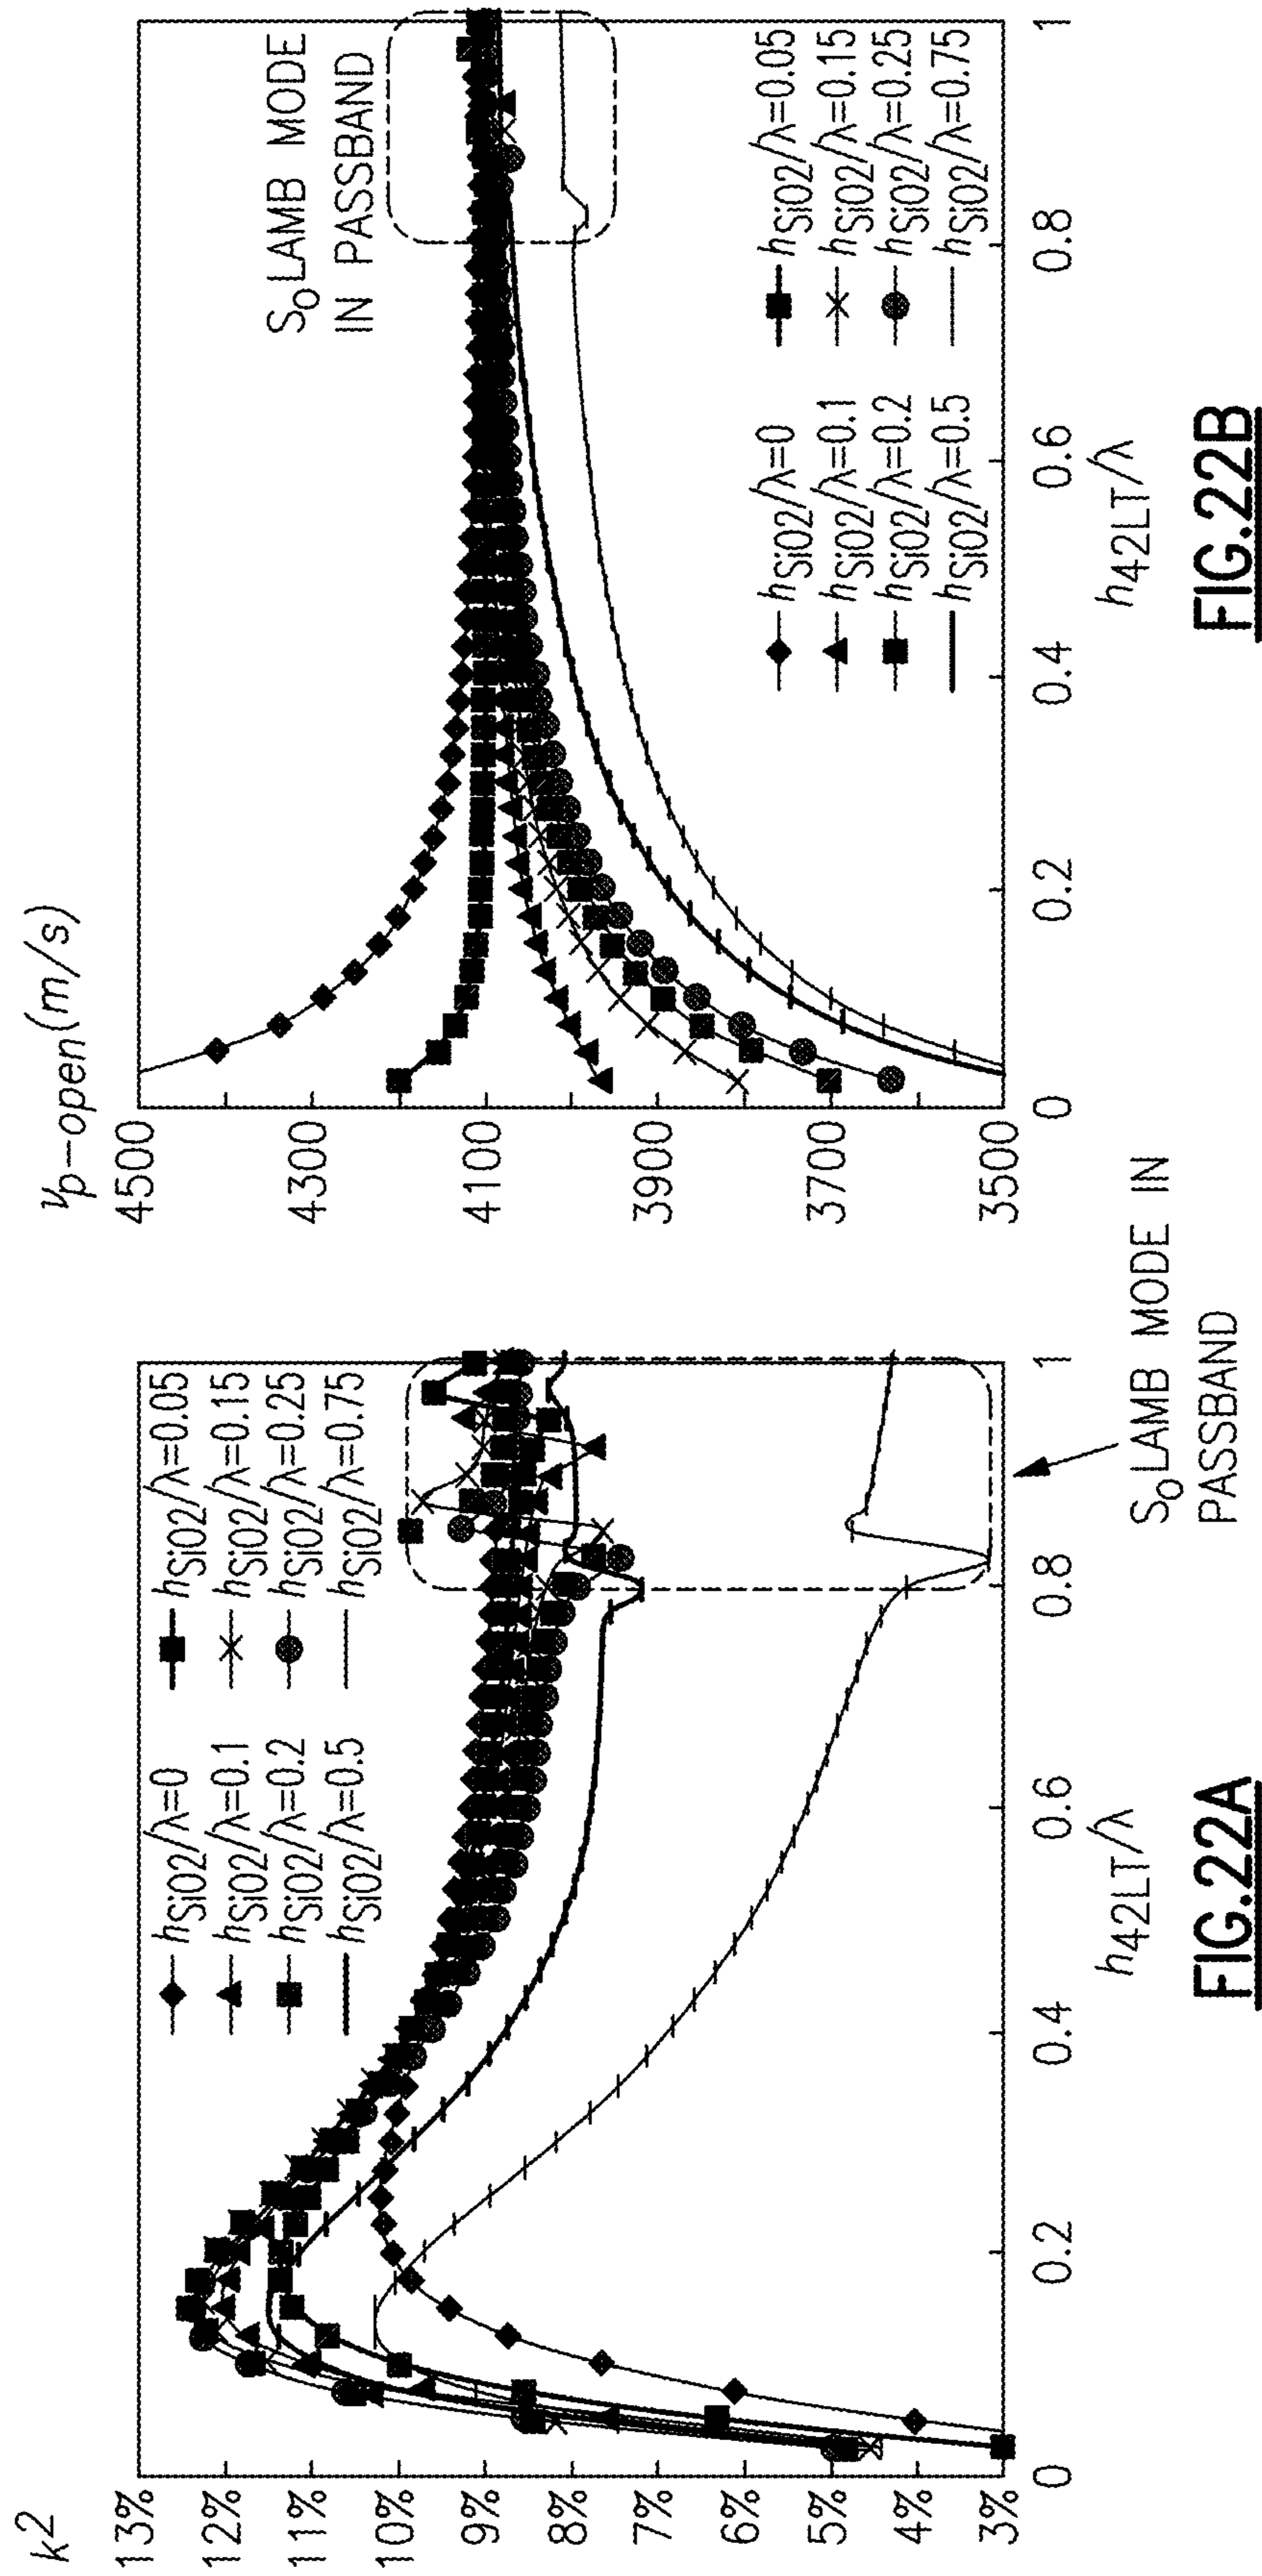 k²
13%
12%
11%
10%
9%
8%
7%
6%
5%
4%
3%
0
0.2
0.4
0.6
0.8
1
h42LT/λ
hSiO2/λ=0
hSiO2/λ=0.05
hSiO2/λ=0.1
hSiO2/λ=0.15
hSiO2/λ=0.2
hSiO2/λ=0.25
hSiO2/λ=0.5
hSiO2/λ=0.75
S0 LAMB MODE IN
PASSBAND
FIG.22A
νp-open(m/s)
4500
4300
4100
3900
3700
3500
0
0.2
0.4
0.6
0.8
1
h42LT/λ
S0 LAMB MODE
IN PASSBAND
hSiO2/λ=0
hSiO2/λ=0.05
hSiO2/λ=0.1
hSiO2/λ=0.15
hSiO2/λ=0.2
hSiO2/λ=0.25
hSiO2/λ=0.5
hSiO2/λ=0.75
FIG.22B